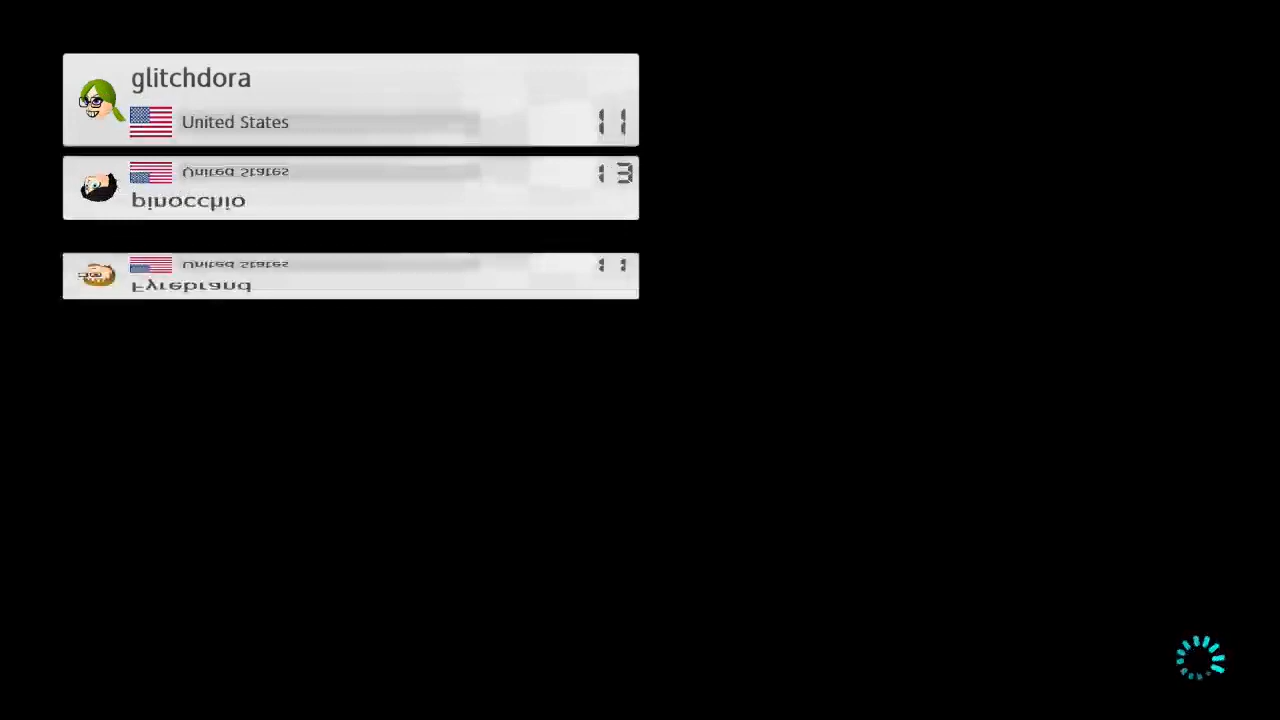 glitchdora
United States
11
United States
13
pinocchio
United States
11
Fyrebrand